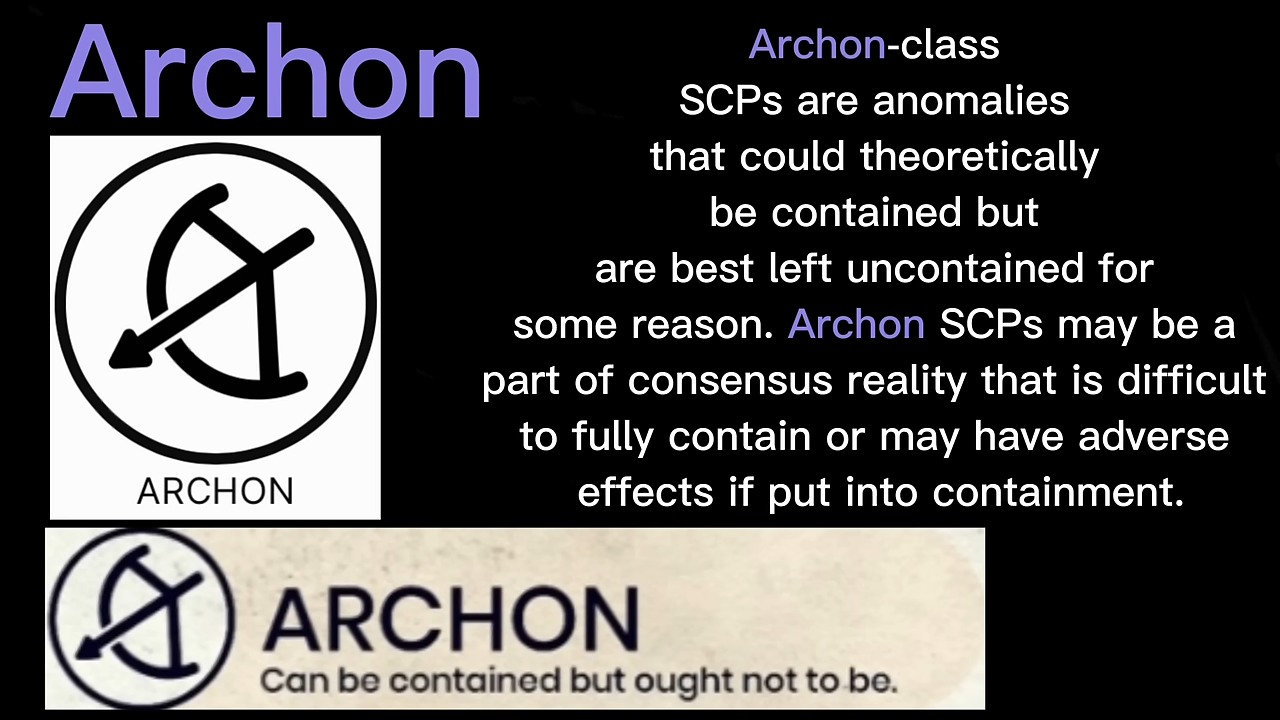 Archon
ARCHON
Archon-class
SCPs are anomalies
that could theoretically
be contained but
are best left uncontained for
some reason. Archon SCPs may be a
part of consensus reality that is difficult
to fully contain or may have adverse
effects if put into containment.
ARCHON
Can be contained but ought not to be.